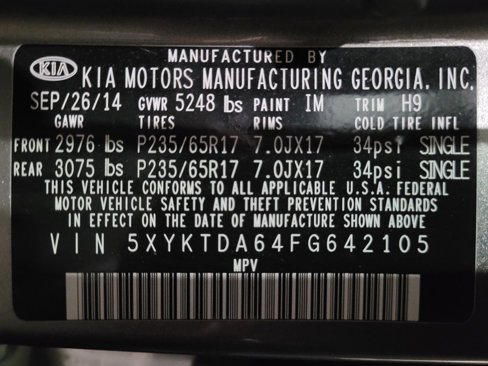 MANUFACTURED BY
KIA KIA MOTORS MANUFACTURING GEORGIA, INC.
SEP/26/14 GVWR 5248 lbs PAINT IM TRIM H9
GAWR TIRES RIMS COLD TIRE INFL
FRONT 2976 lbs P235/65R17 7.0JX17 34psi SINGLE
REAR 3075 lbs P235/65R17 7.0JX17 34psi SINGLE
THIS VEHICLE CONFORMS TO ALL APPLICABLE U.S.A. FEDERAL
MOTOR VEHICLE SAFETY AND THEFT PREVENTION STANDARDS
IN EFFECT ON THE DATE OF MANUFACTURE SHOWN ABOVE
VIN 5XYKTDA64FG642105
MPV